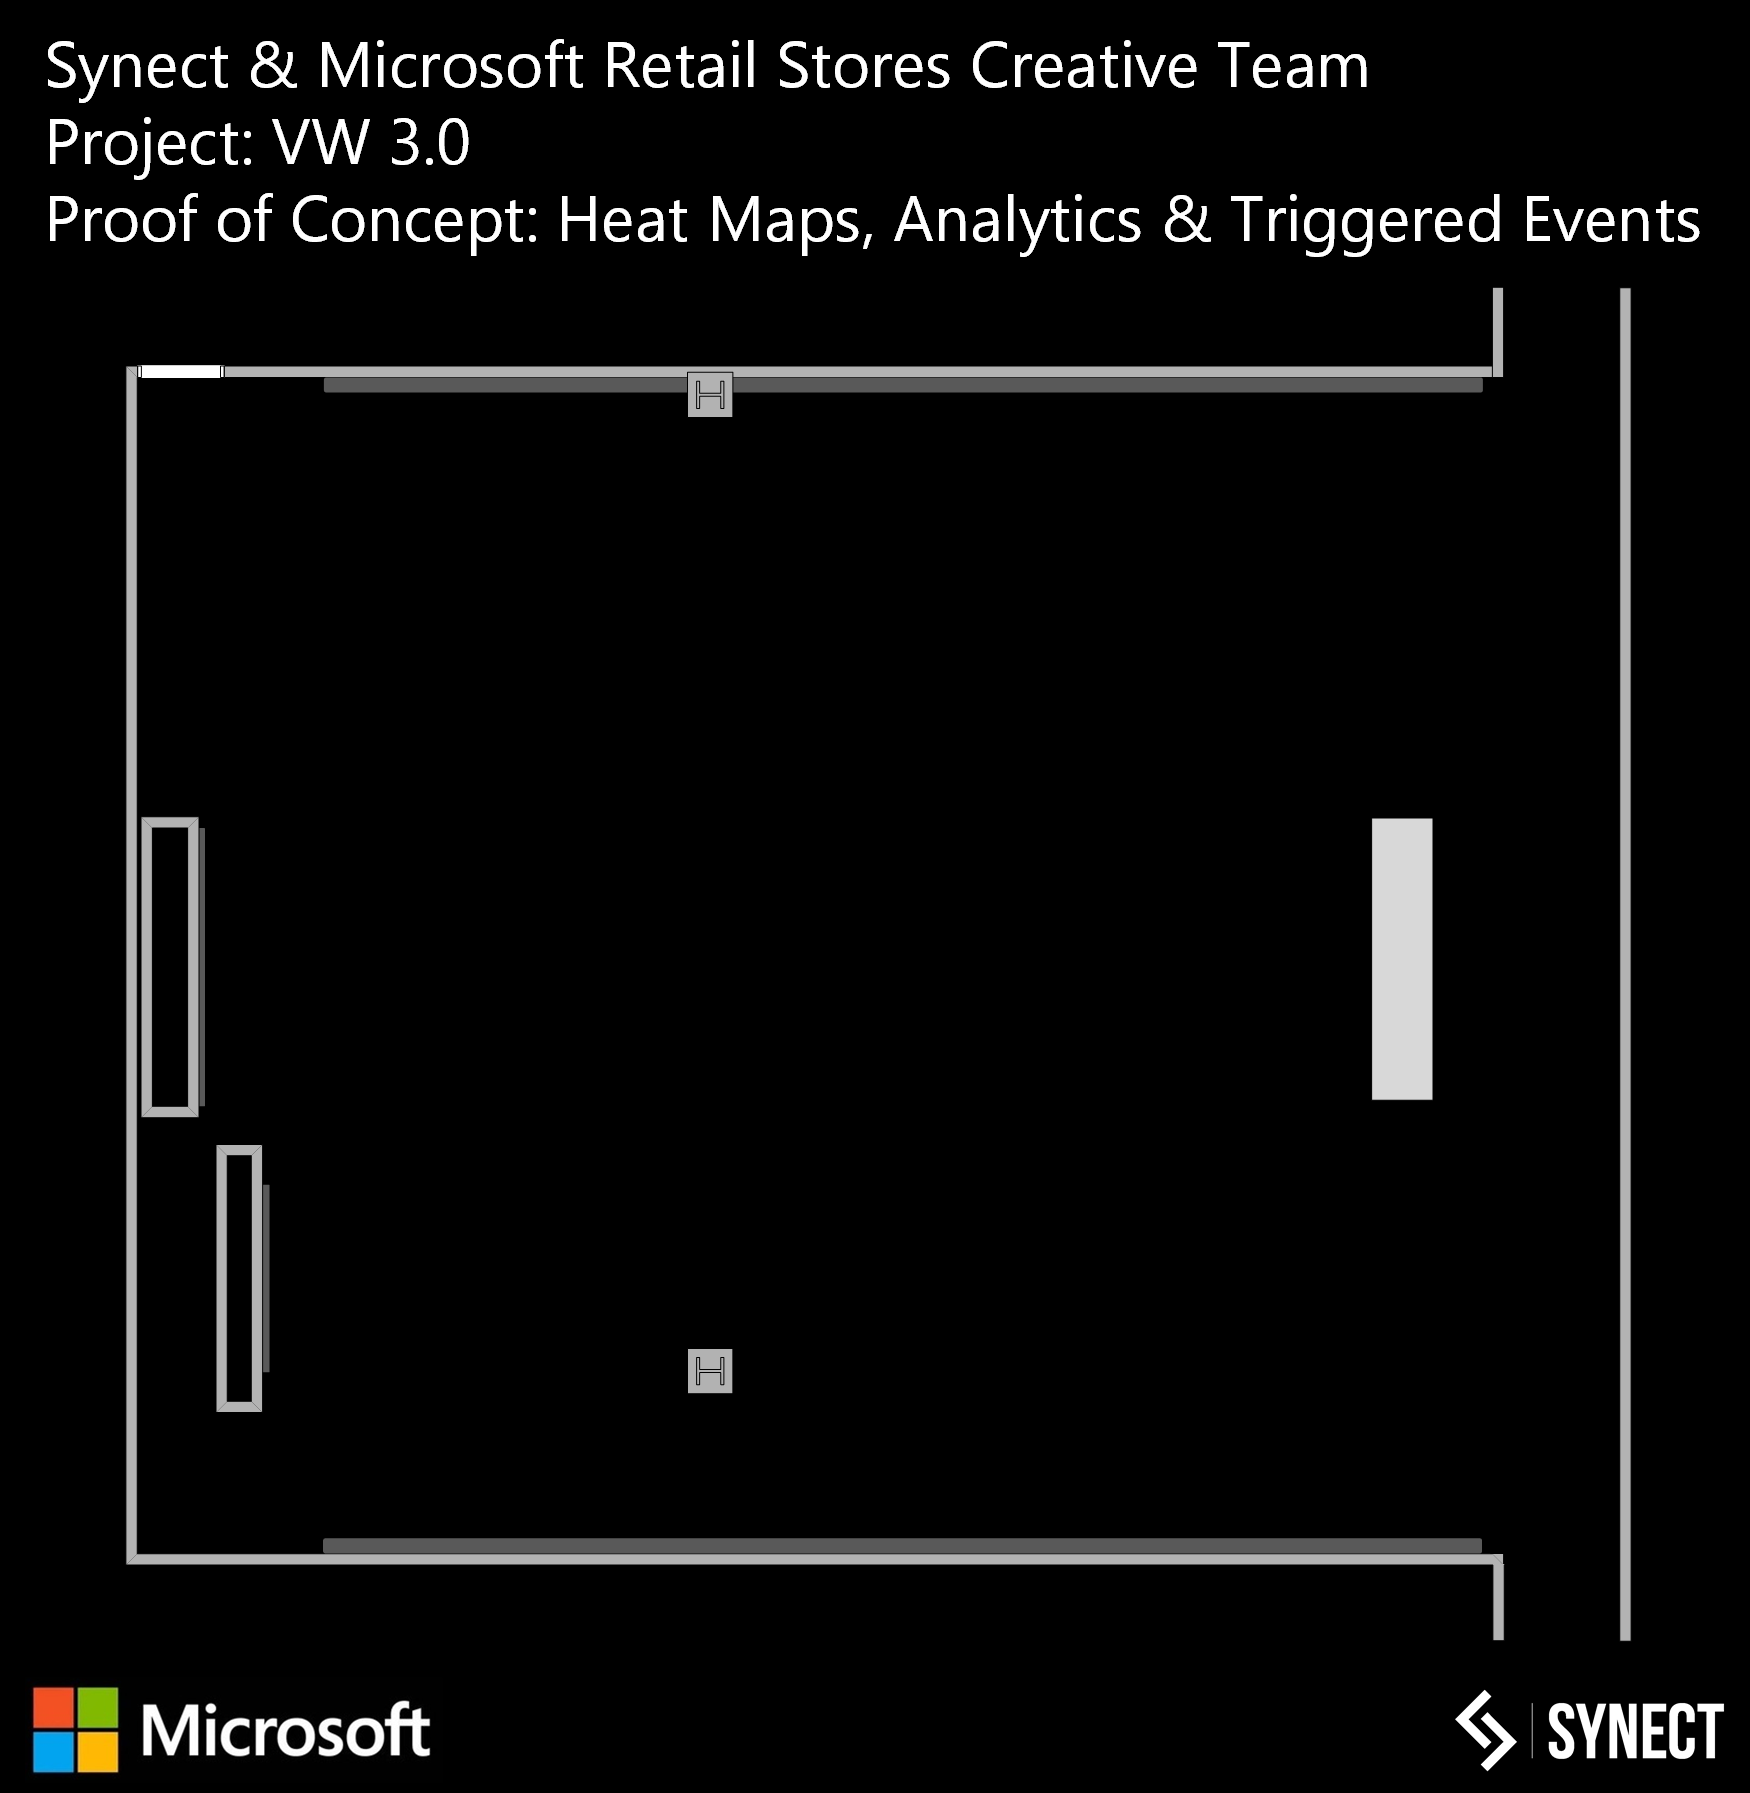 Synect & Microsoft Retail Stores Creative Team
Project: VW 3.0
Proof of Concept: Heat Maps, Analytics & Triggered Events
H
H
Microsoft
SYNECT